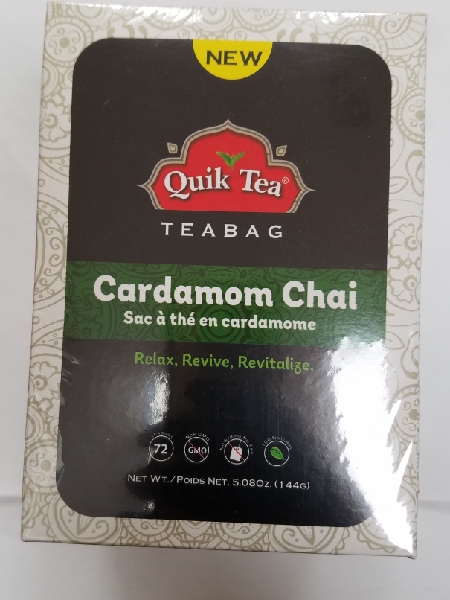 NEW
Quik Tea®
TEABAG
Cardamom Chai
Sac à thé en cardamome
Relax, Revive, Revitalize.
72
GMO
NET WT./POIDS NET. 5.08OZ. (144G)